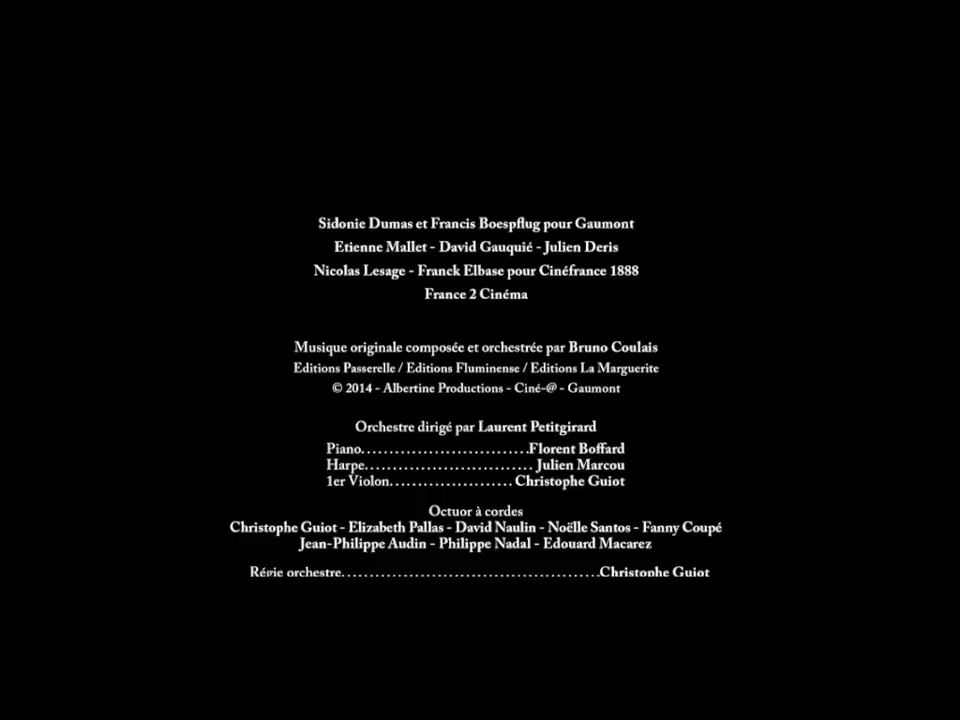 Sidonie Dumas et Francis Boespflug pour Gaumont
Etienne Mallet - David Gauquié - Julien Deris
Nicolas Lesage - Franck Elbase pour Cinéfrance 1888
France 2 Cinéma
Musique originale composée et orchestrée par Bruno Coulais
Editions Passerelle / Editions Fluminense / Editions La Marguerite
© 2014 - Albertine Productions - Ciné-@ - Gaumont
Orchestre dirigé par Laurent Petitgirard
Piano.............................Florent Boffard
Harpe............................. Julien Marcou
1er Violon...................... Christophe Guiot
Octuor à cordes
Christophe Guiot - Elizabeth Pallas - David Naulin - Noëlle Santos - Fanny Coupé
Jean-Philippe Audin - Philippe Nadal - Edouard Macarez
Régie orchestre.............................................Christophe Guiot